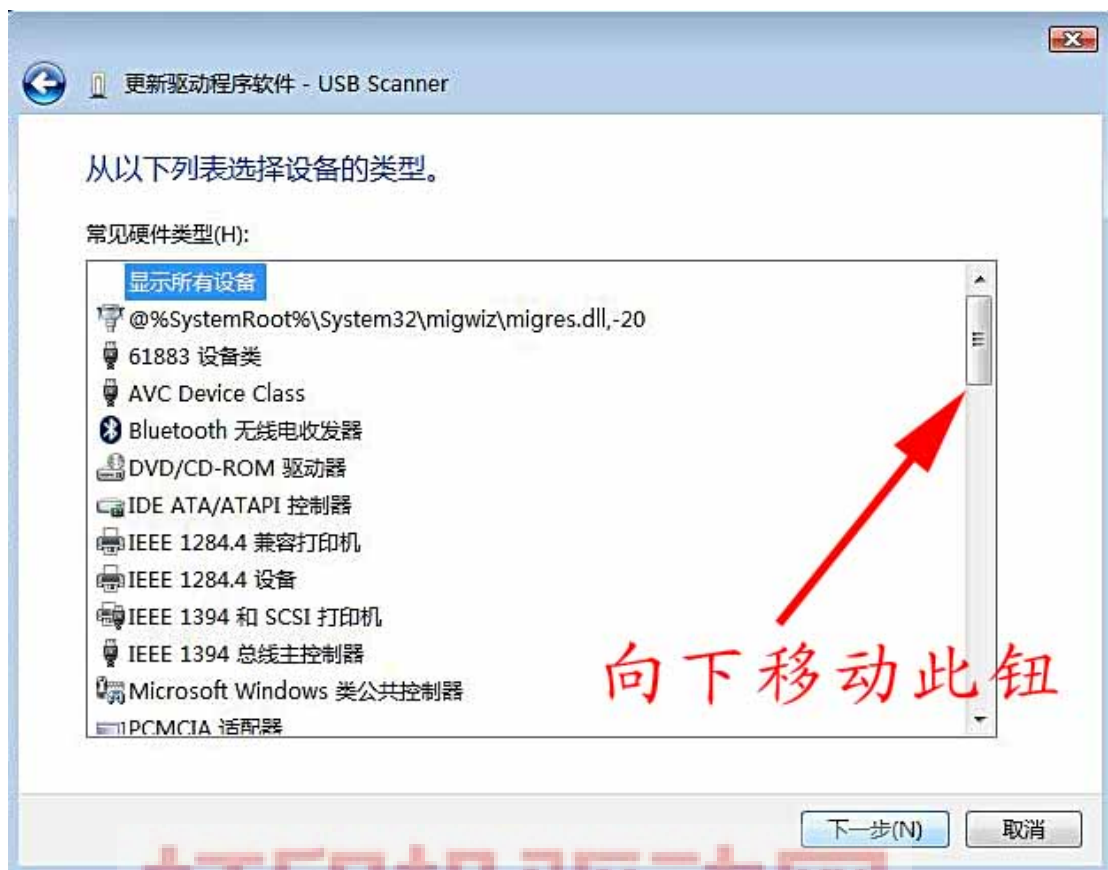 更新驱动程序软件 - USB Scanner
从以下列表选择设备的类型。
常见硬件类型(H):
显示所有设备
@%SystemRoot%\System32\migwiz\migres.dll,-20
61883 设备类
AVC Device Class
Bluetooth 无线电收发器
DVD/CD-ROM 驱动器
IDE ATA/ATAPI 控制器
IEEE 1284.4 兼容打印机
IEEE 1284.4 设备
IEEE 1394 和 SCSI 打印机
IEEE 1394 总线主控制器
Microsoft Windows 类公共控制器
PCMCIA 适配器
向下移动此钮
下一步(N)
取消